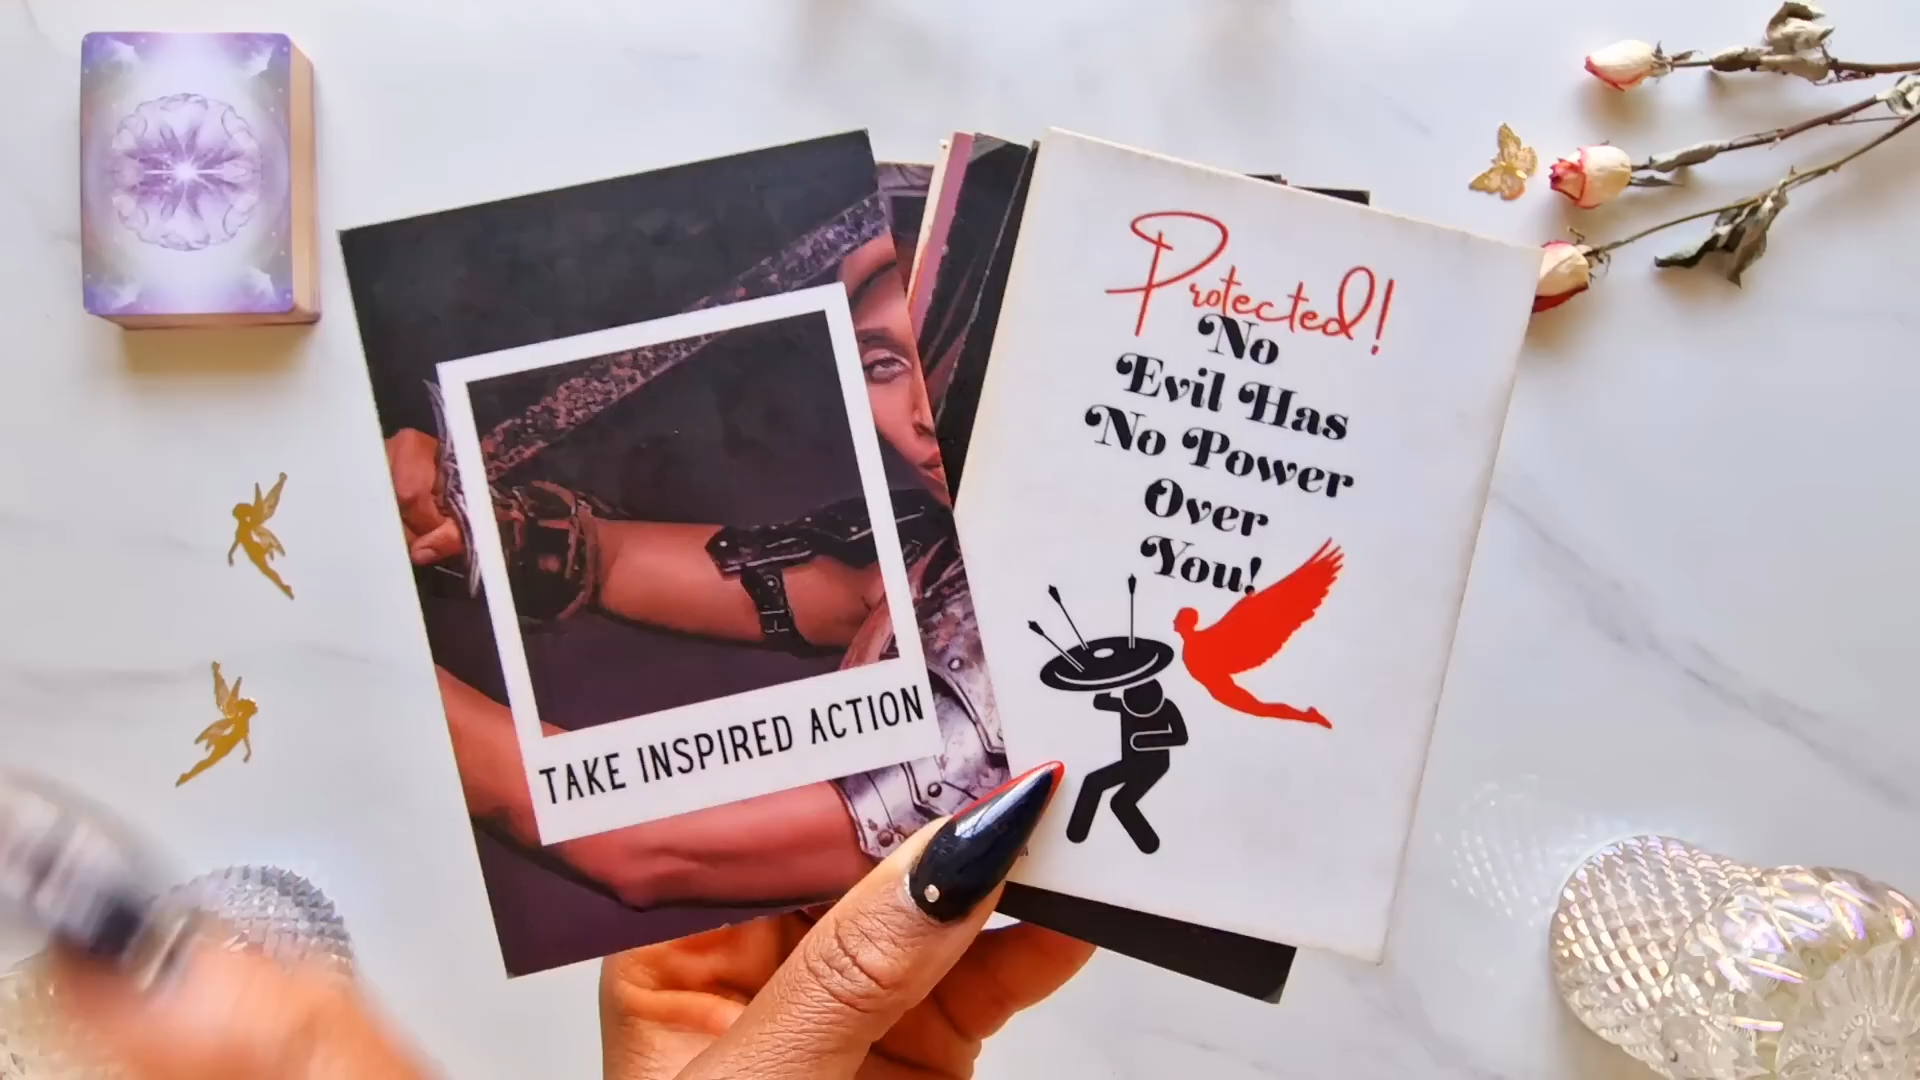 TAKE INSPIRED ACTION
Protected!
No
Evil Has
No Power
Over
You!